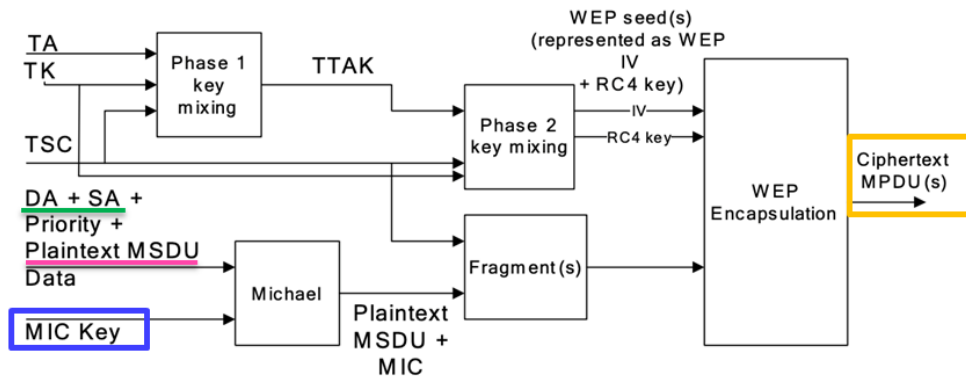 TA
TK
TSC
Phase 1
key
mixing
TTAK
WEP seed(s)
(represented as WEP
IV
+ RC4 key)
IV
RC4 key
Phase 2
key mixing
WEP
Encapsulation
Ciphertext
MPDU(s)
DA + SA +
Priority +
Plaintext MSDU
Data
MIC Key
Michael
Plaintext
MSDU +
MIC
Fragment(s)